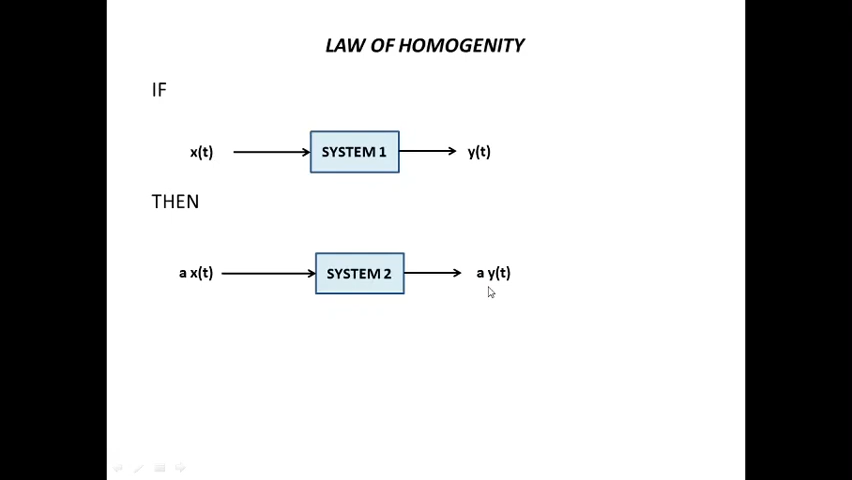 LAW OF HOMOGENITY
IF
x(t) SYSTEM 1 y(t)
THEN
a x(t) SYSTEM 2 a y(t)